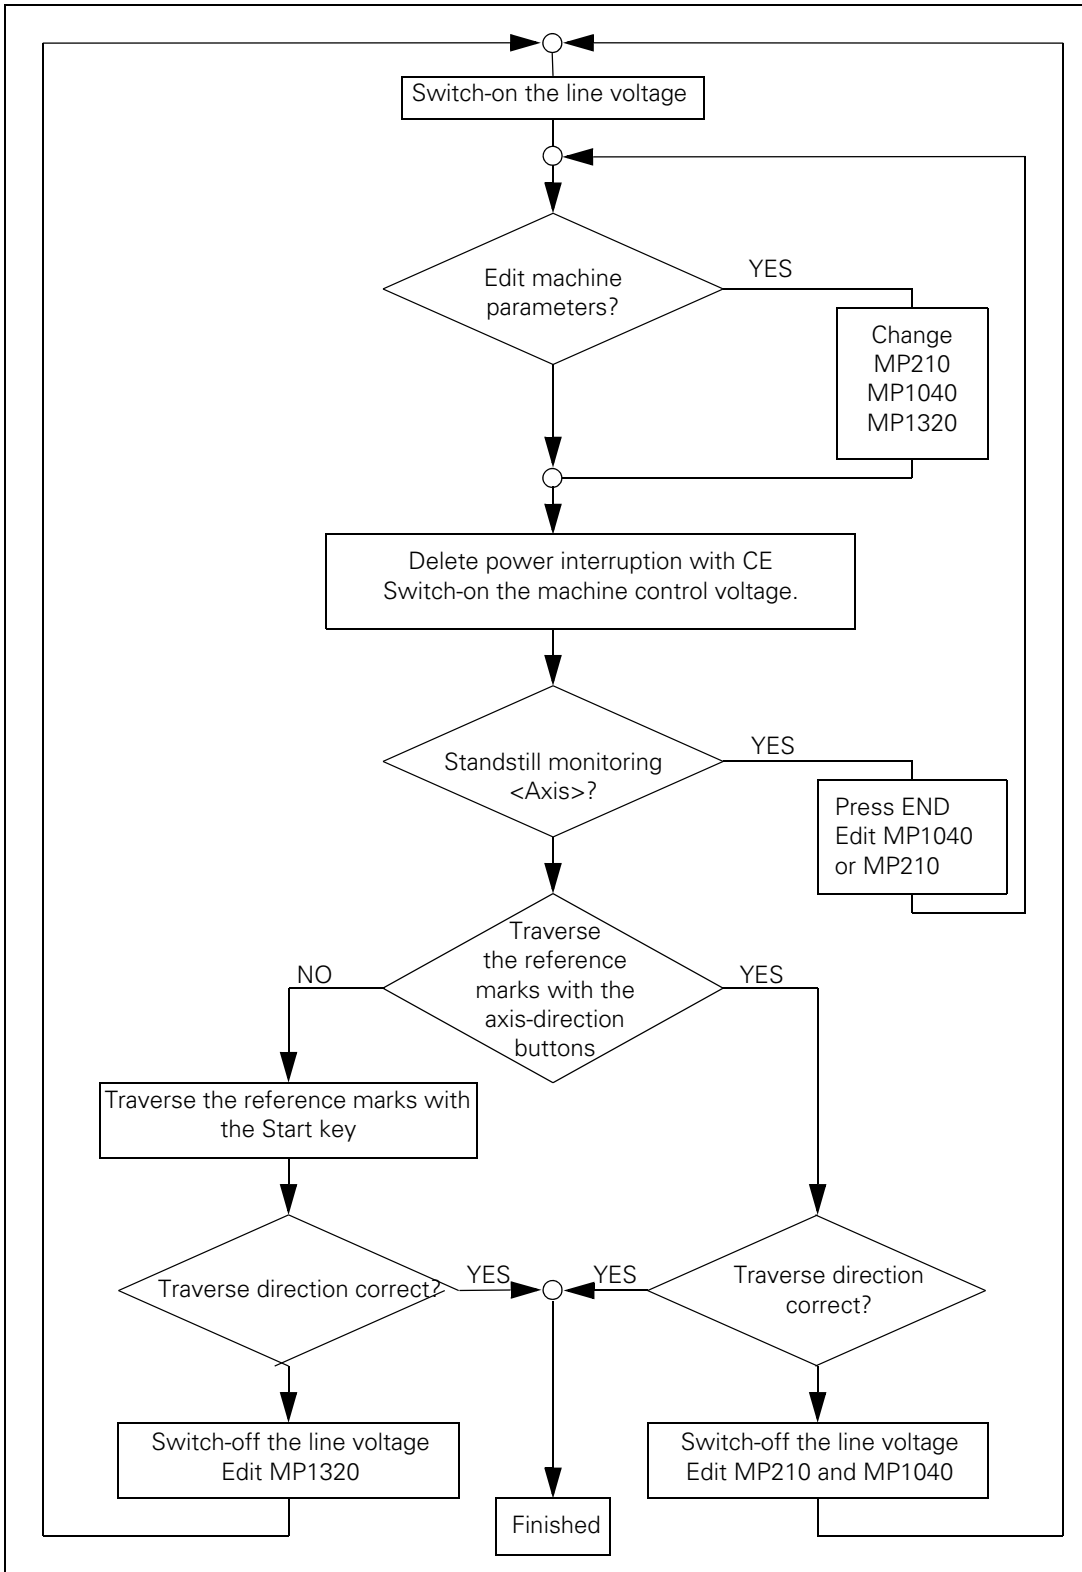 Switch-on the line voltage
Edit machine
parameters?
YES
Change
MP210
MP1040
MP1320
Delete power interruption with CE
Switch-on the machine control voltage.
Standstill monitoring
<Axis>?
YES
Press END
Edit MP1040
or MP210
Traverse
the reference
marks with the
axis-direction
buttons
NO
YES
Traverse the reference marks with
the Start key
Traverse direction correct?
YES
YES
Traverse direction
correct?
Switch-off the line voltage
Edit MP1320
Switch-off the line voltage
Edit MP210 and MP1040
Finished